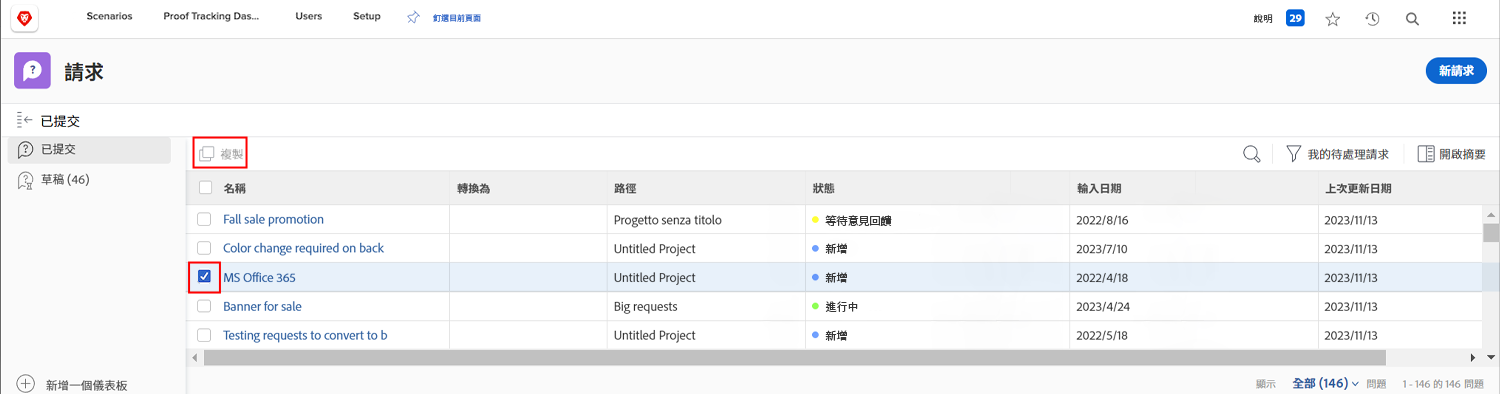 Scenarios Proof Tracking Das... Users Setup 釘選目前頁面 說明 29
請求 新請求
已提交
已提交
草稿 (46)
複製 我的待處理請求 開啟摘要
名稱 轉換為 路徑 狀態 輸入日期 上次更新日期
Fall sale promotion Progetto senza titolo 等待意見回饋 2022/8/16 2023/11/13
Color change required on back Untitled Project 新增 2023/7/10 2023/11/13
MS Office 365 Untitled Project 新增 2022/4/18 2023/11/13
Banner for sale Big requests 進行中 2023/4/24 2023/11/13
Testing requests to convert to b Untitled Project 新增 2022/5/18 2023/11/13
新增一個儀表板 顯示 全部 (146) 問題 1 - 146 的 146 問題